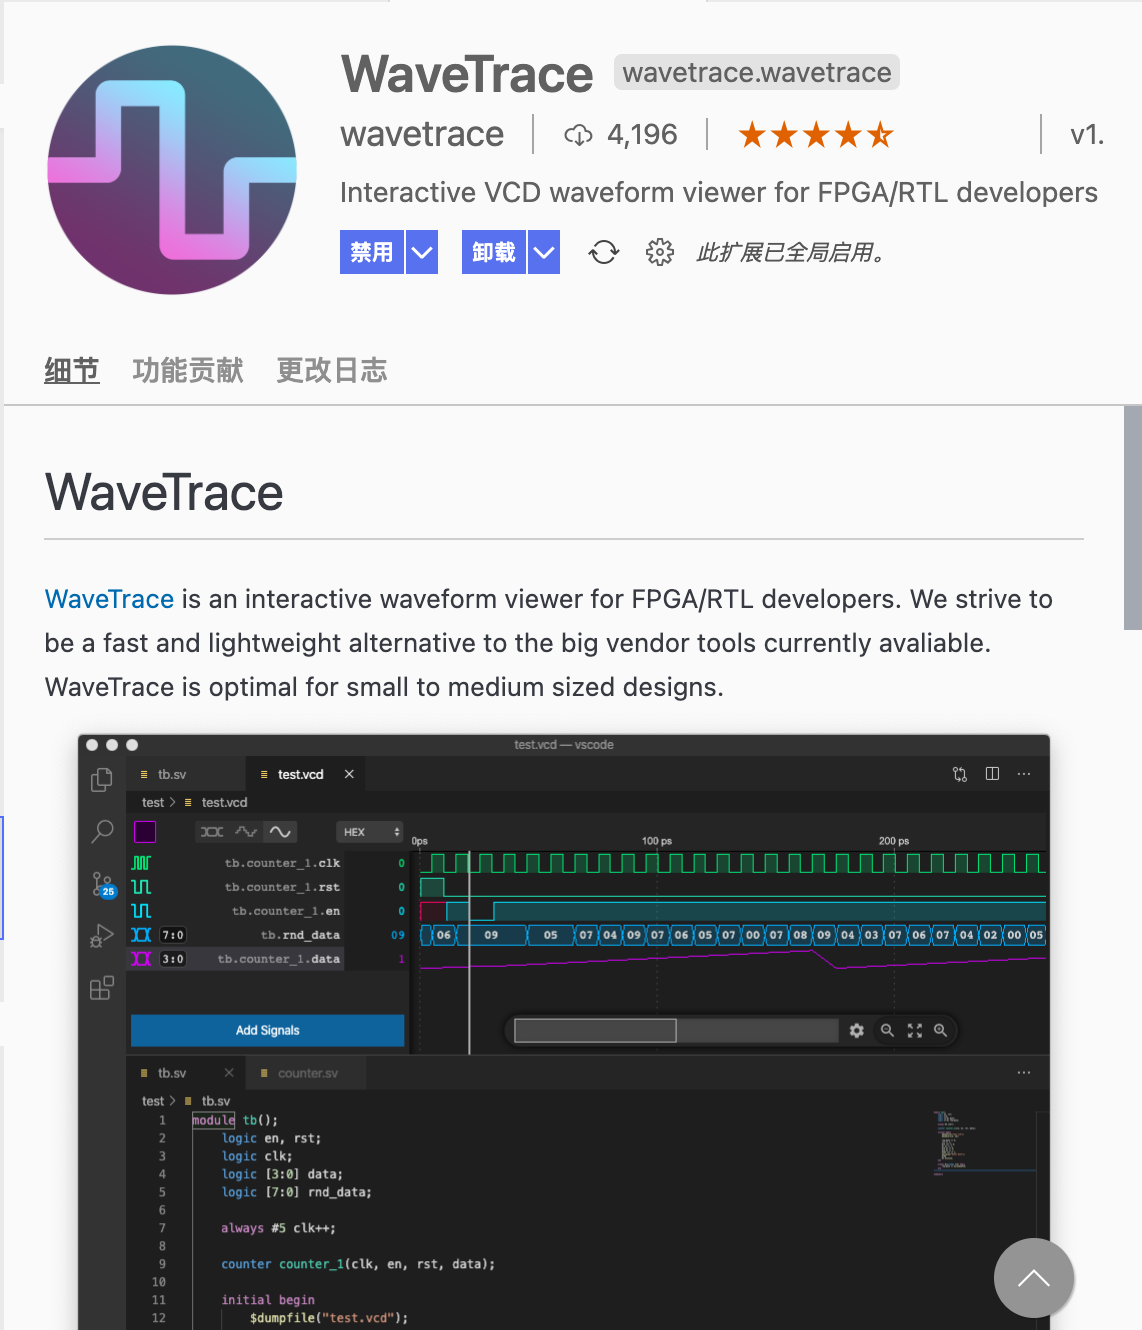 WaveTrace wavetrace.wavetrace
wavetrace 4,196 v1.
Interactive VCD waveform viewer for FPGA/RTL developers
禁用 卸载 此扩展已全局启用。
细节 功能贡献 更改日志
WaveTrace
WaveTrace is an interactive waveform viewer for FPGA/RTL developers. We strive to
be a fast and lightweight alternative to the big vendor tools currently avaliable.
WaveTrace is optimal for small to medium sized designs.
test.vcd — vscode
tb.sv test.vcd
test > test.vcd
HEX 0ps 100 ps 200 ps
tb.counter_1.clk 0
tb.counter_1.rst 0
25
tb.counter_1.en 0
7:0 tb.rnd_data 09 06 09 05 07 04 09 07 06 05 07 00 07 08 09 04 03 07 06 07 04 02 00 05
3:0 tb.counter_1.data 1
Add Signals
tb.sv counter.sv
test > tb.sv
1 module tb();
2 logic en, rst;
3 logic clk;
4 logic [3:0] data;
5 logic [7:0] rnd_data;
6
7 always #5 clk++;
8
9 counter counter_1(clk, en, rst, data);
10
11 initial begin
12 $dumpfile("test.vcd");